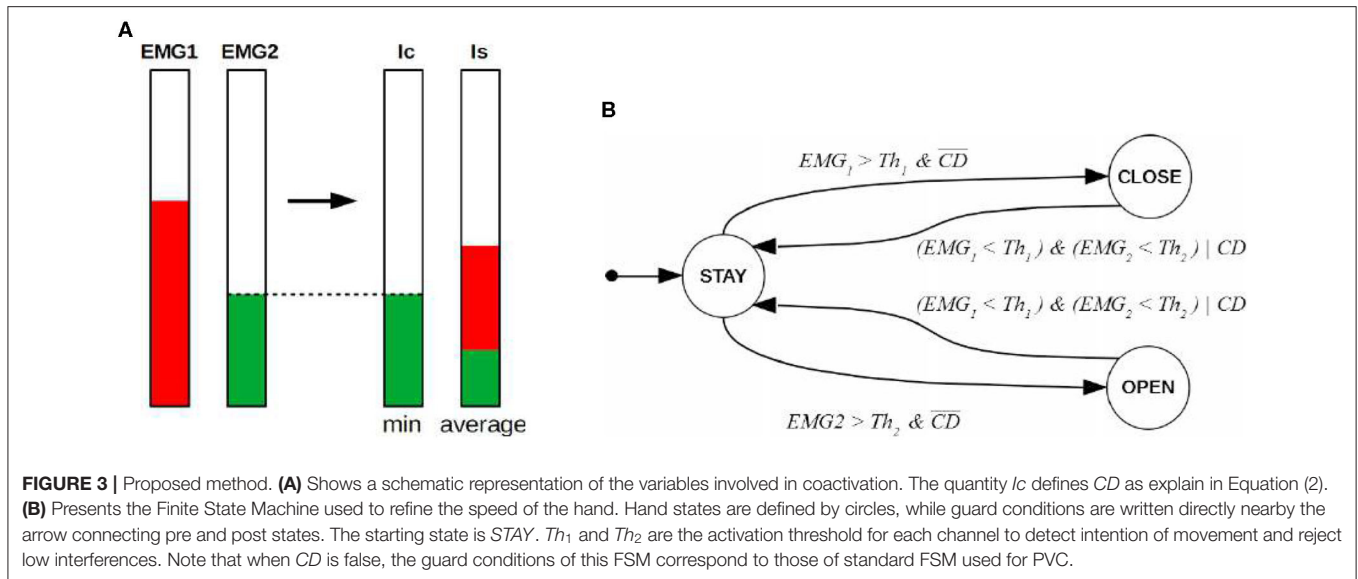 A
EMG1 EMG2 Ic Is
min average
B
EMG₁ > Th₁ & C̅D̅
CLOSE
(EMG₁ < Th₁) & (EMG₂ < Th₂) | CD
STAY
(EMG₁ < Th₁) & (EMG₂ < Th₂) | CD
OPEN
EMG2 > Th₂ & C̅D̅
FIGURE 3 | Proposed method. (A) Shows a schematic representation of the variables involved in coactivation. The quantity Ic defines CD as explain in Equation (2).
(B) Presents the Finite State Machine used to refine the speed of the hand. Hand states are defined by circles, while guard conditions are written directly nearby the
arrow connecting pre and post states. The starting state is STAY. Th₁ and Th₂ are the activation threshold for each channel to detect intention of movement and reject
low interferences. Note that when CD is false, the guard conditions of this FSM correspond to those of standard FSM used for PVC.